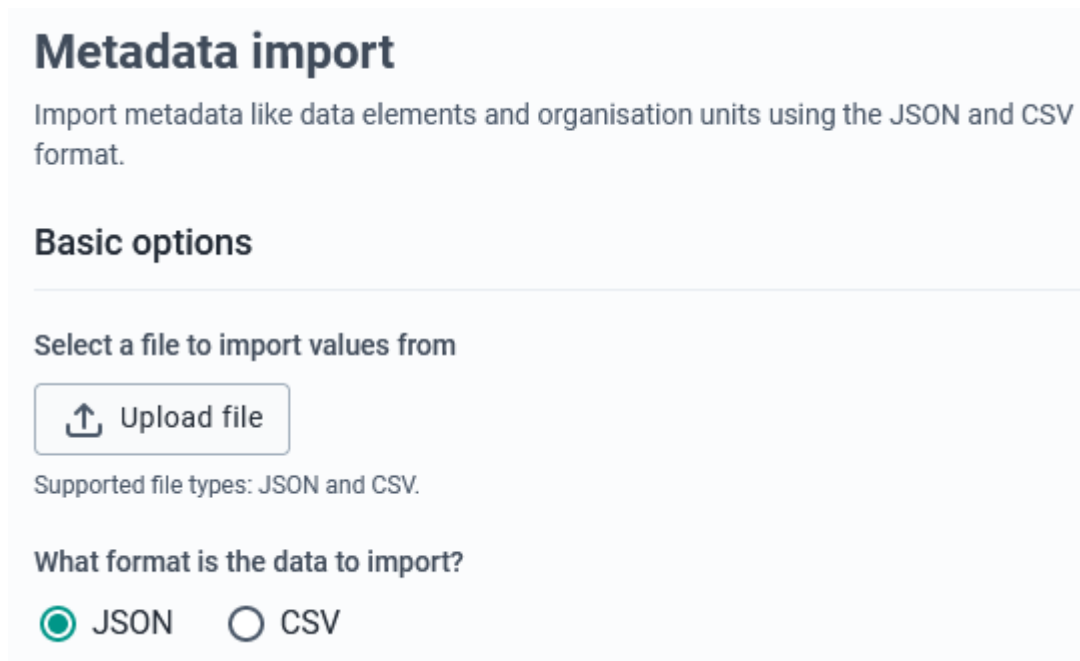 Metadata import
Import metadata like data elements and organisation units using the JSON and CSV
format.
Basic options
Select a file to import values from
Upload file
Supported file types: JSON and CSV.
What format is the data to import?
JSON CSV